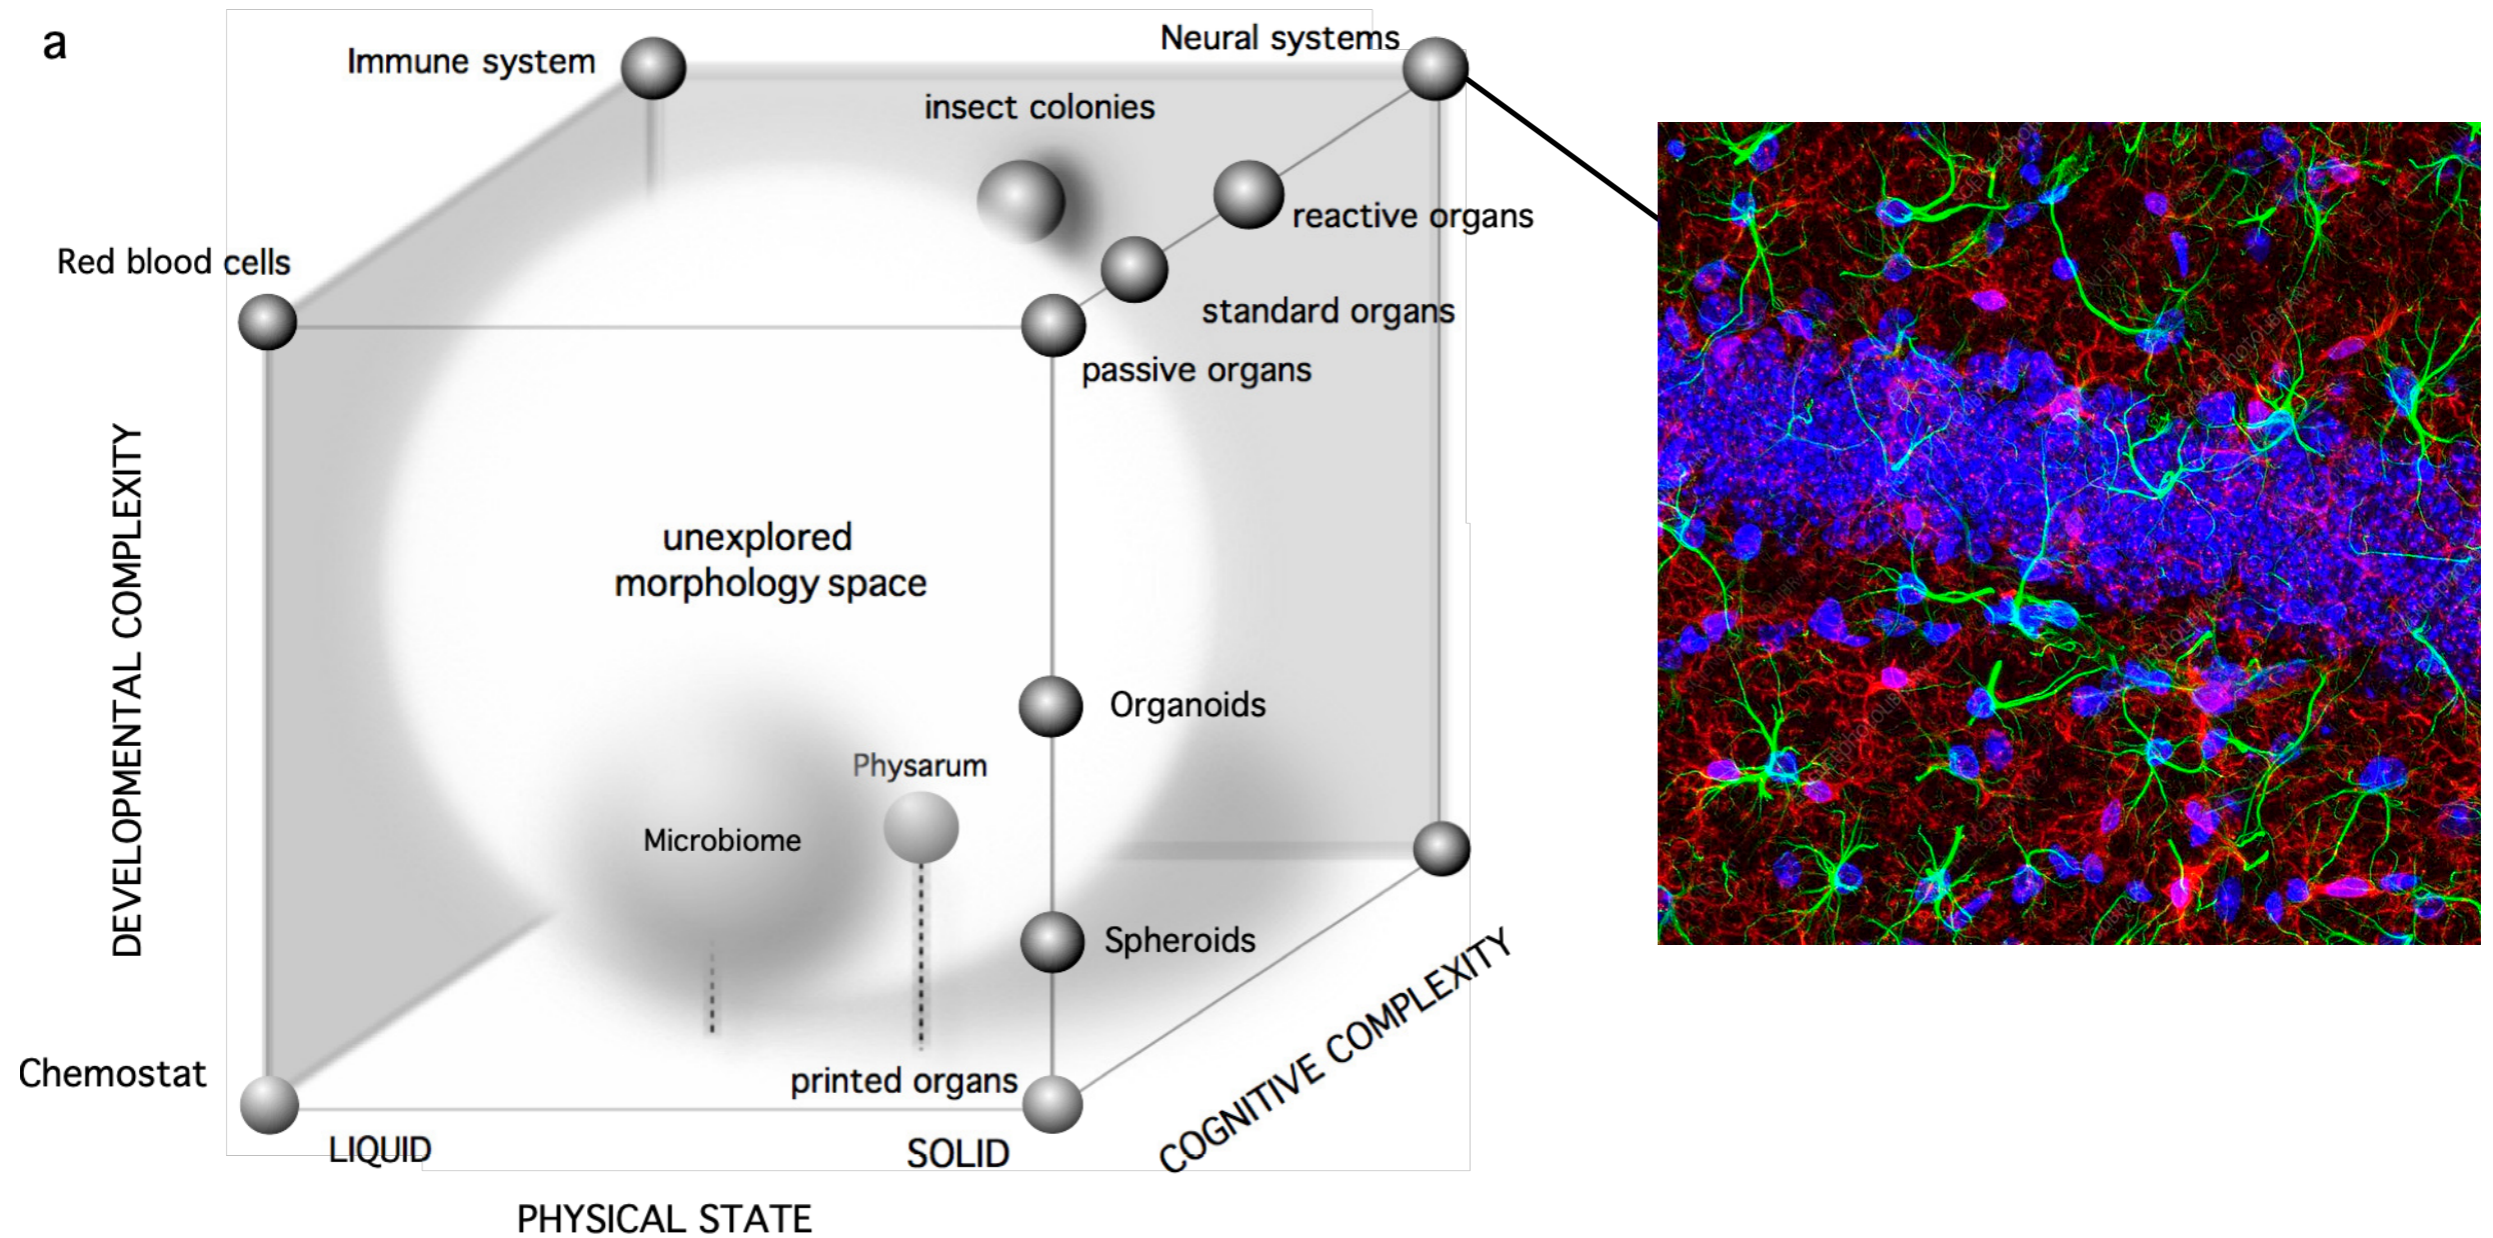 a
Immune system
Neural systems
insect colonies
reactive organs
Red blood cells
standard organs
passive organs
DEVELOPMENTAL COMPLEXITY
unexplored
morphology space
Organoids
Physarum
Microbiome
Spheroids
COGNITIVE COMPLEXITY
Chemostat
printed organs
LIQUID
SOLID
PHYSICAL STATE